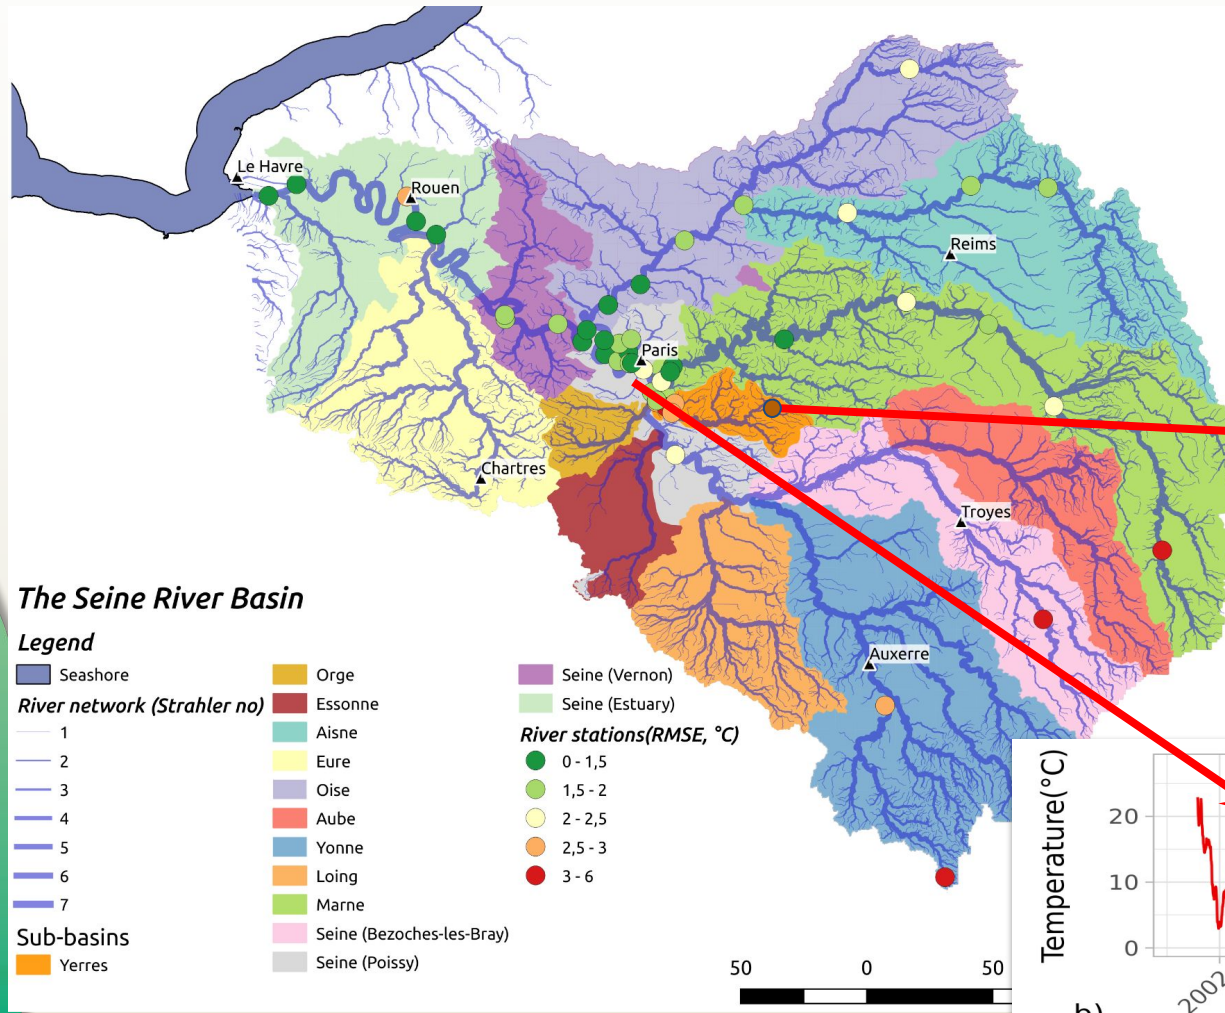 Le Havre
Rouen
Reims
Paris
Chartres
Troyes
Auxerre
The Seine River Basin
Legend
Seashore
River network (Strahler no)
1
2
3
4
5
6
7
Sub-basins
Yerres
Orge
Essonne
Aisne
Eure
Oise
Aube
Yonne
Loing
Marne
Seine (Bezoches-les-Bray)
Seine (Poissy)
Seine (Vernon)
Seine (Estuary)
River stations(RMSE, °C)
0 - 1,5
1,5 - 2
2 - 2,5
2,5 - 3
3 - 6
50 0 50
Temperature(°C)
20
10
0
2002
b)